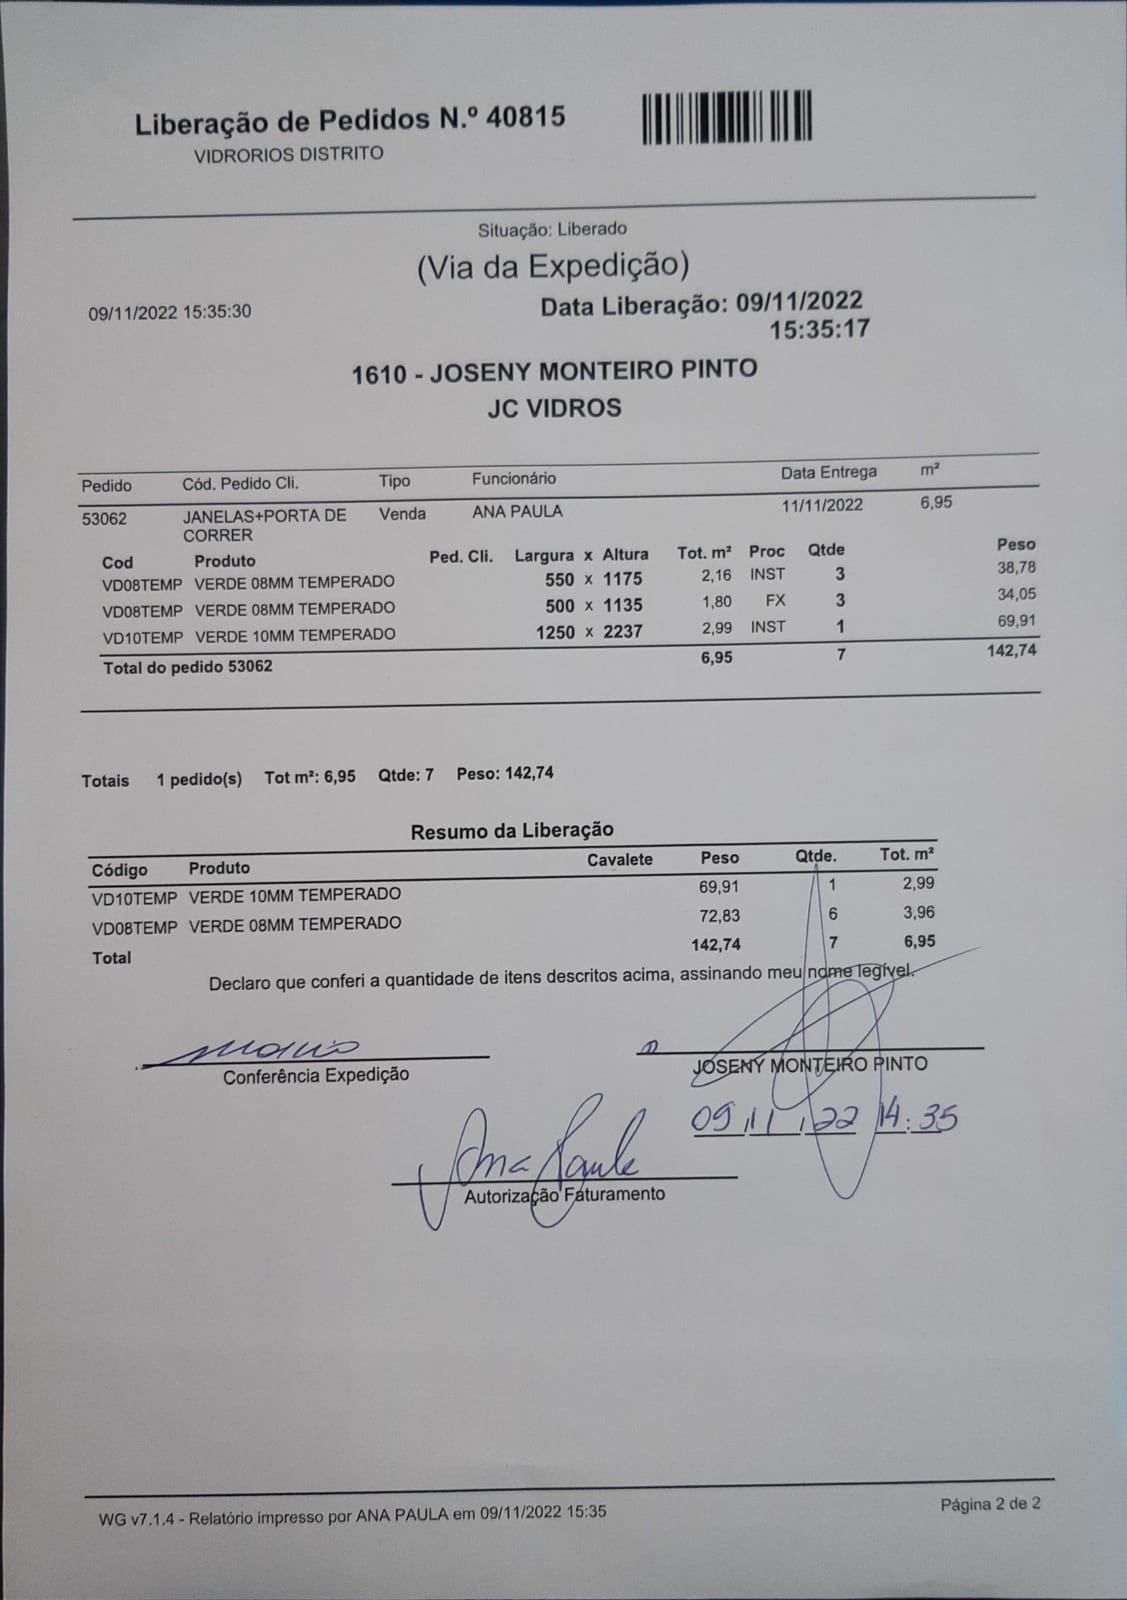 Liberação de Pedidos N.º 40815
VIDRORIOS DISTRITO
Situação: Liberado
(Via da Expedição)
09/11/2022 15:35:30
Data Liberação: 09/11/2022
15:35:17
1610 - JOSENY MONTEIRO PINTO
JC VIDROS
Pedido Cód. Pedido Cli. Tipo Funcionário Data Entrega m²
53062 JANELAS+PORTA DE Venda ANA PAULA 11/11/2022 6,95
CORRER
Cod Produto Ped. Cli. Largura x Altura Tot. m² Proc Qtde Peso
VD08TEMP VERDE 08MM TEMPERADO 550 x 1175 2,16 INST 3 38,78
VD08TEMP VERDE 08MM TEMPERADO 500 x 1135 1,80 FX 3 34,05
VD10TEMP VERDE 10MM TEMPERADO 1250 x 2237 2,99 INST 1 69,91
Total do pedido 53062 6,95 7 142,74
Totais 1 pedido(s) Tot m²: 6,95 Qtde: 7 Peso: 142,74
Resumo da Liberação
Código Produto Cavalete Peso Qtde. Tot. m²
VD10TEMP VERDE 10MM TEMPERADO 69,91 1 2,99
VD08TEMP VERDE 08MM TEMPERADO 72,83 6 3,96
Total 142,74 7 6,95
Declaro que conferi a quantidade de itens descritos acima, assinando meu nome legível.
Conferência Expedição
JOSENY MONTEIRO PINTO
09/11/22 14:35
Ana Paula
Autorização Faturamento
WG v7.1.4 - Relatório impresso por ANA PAULA em 09/11/2022 15:35
Página 2 de 2